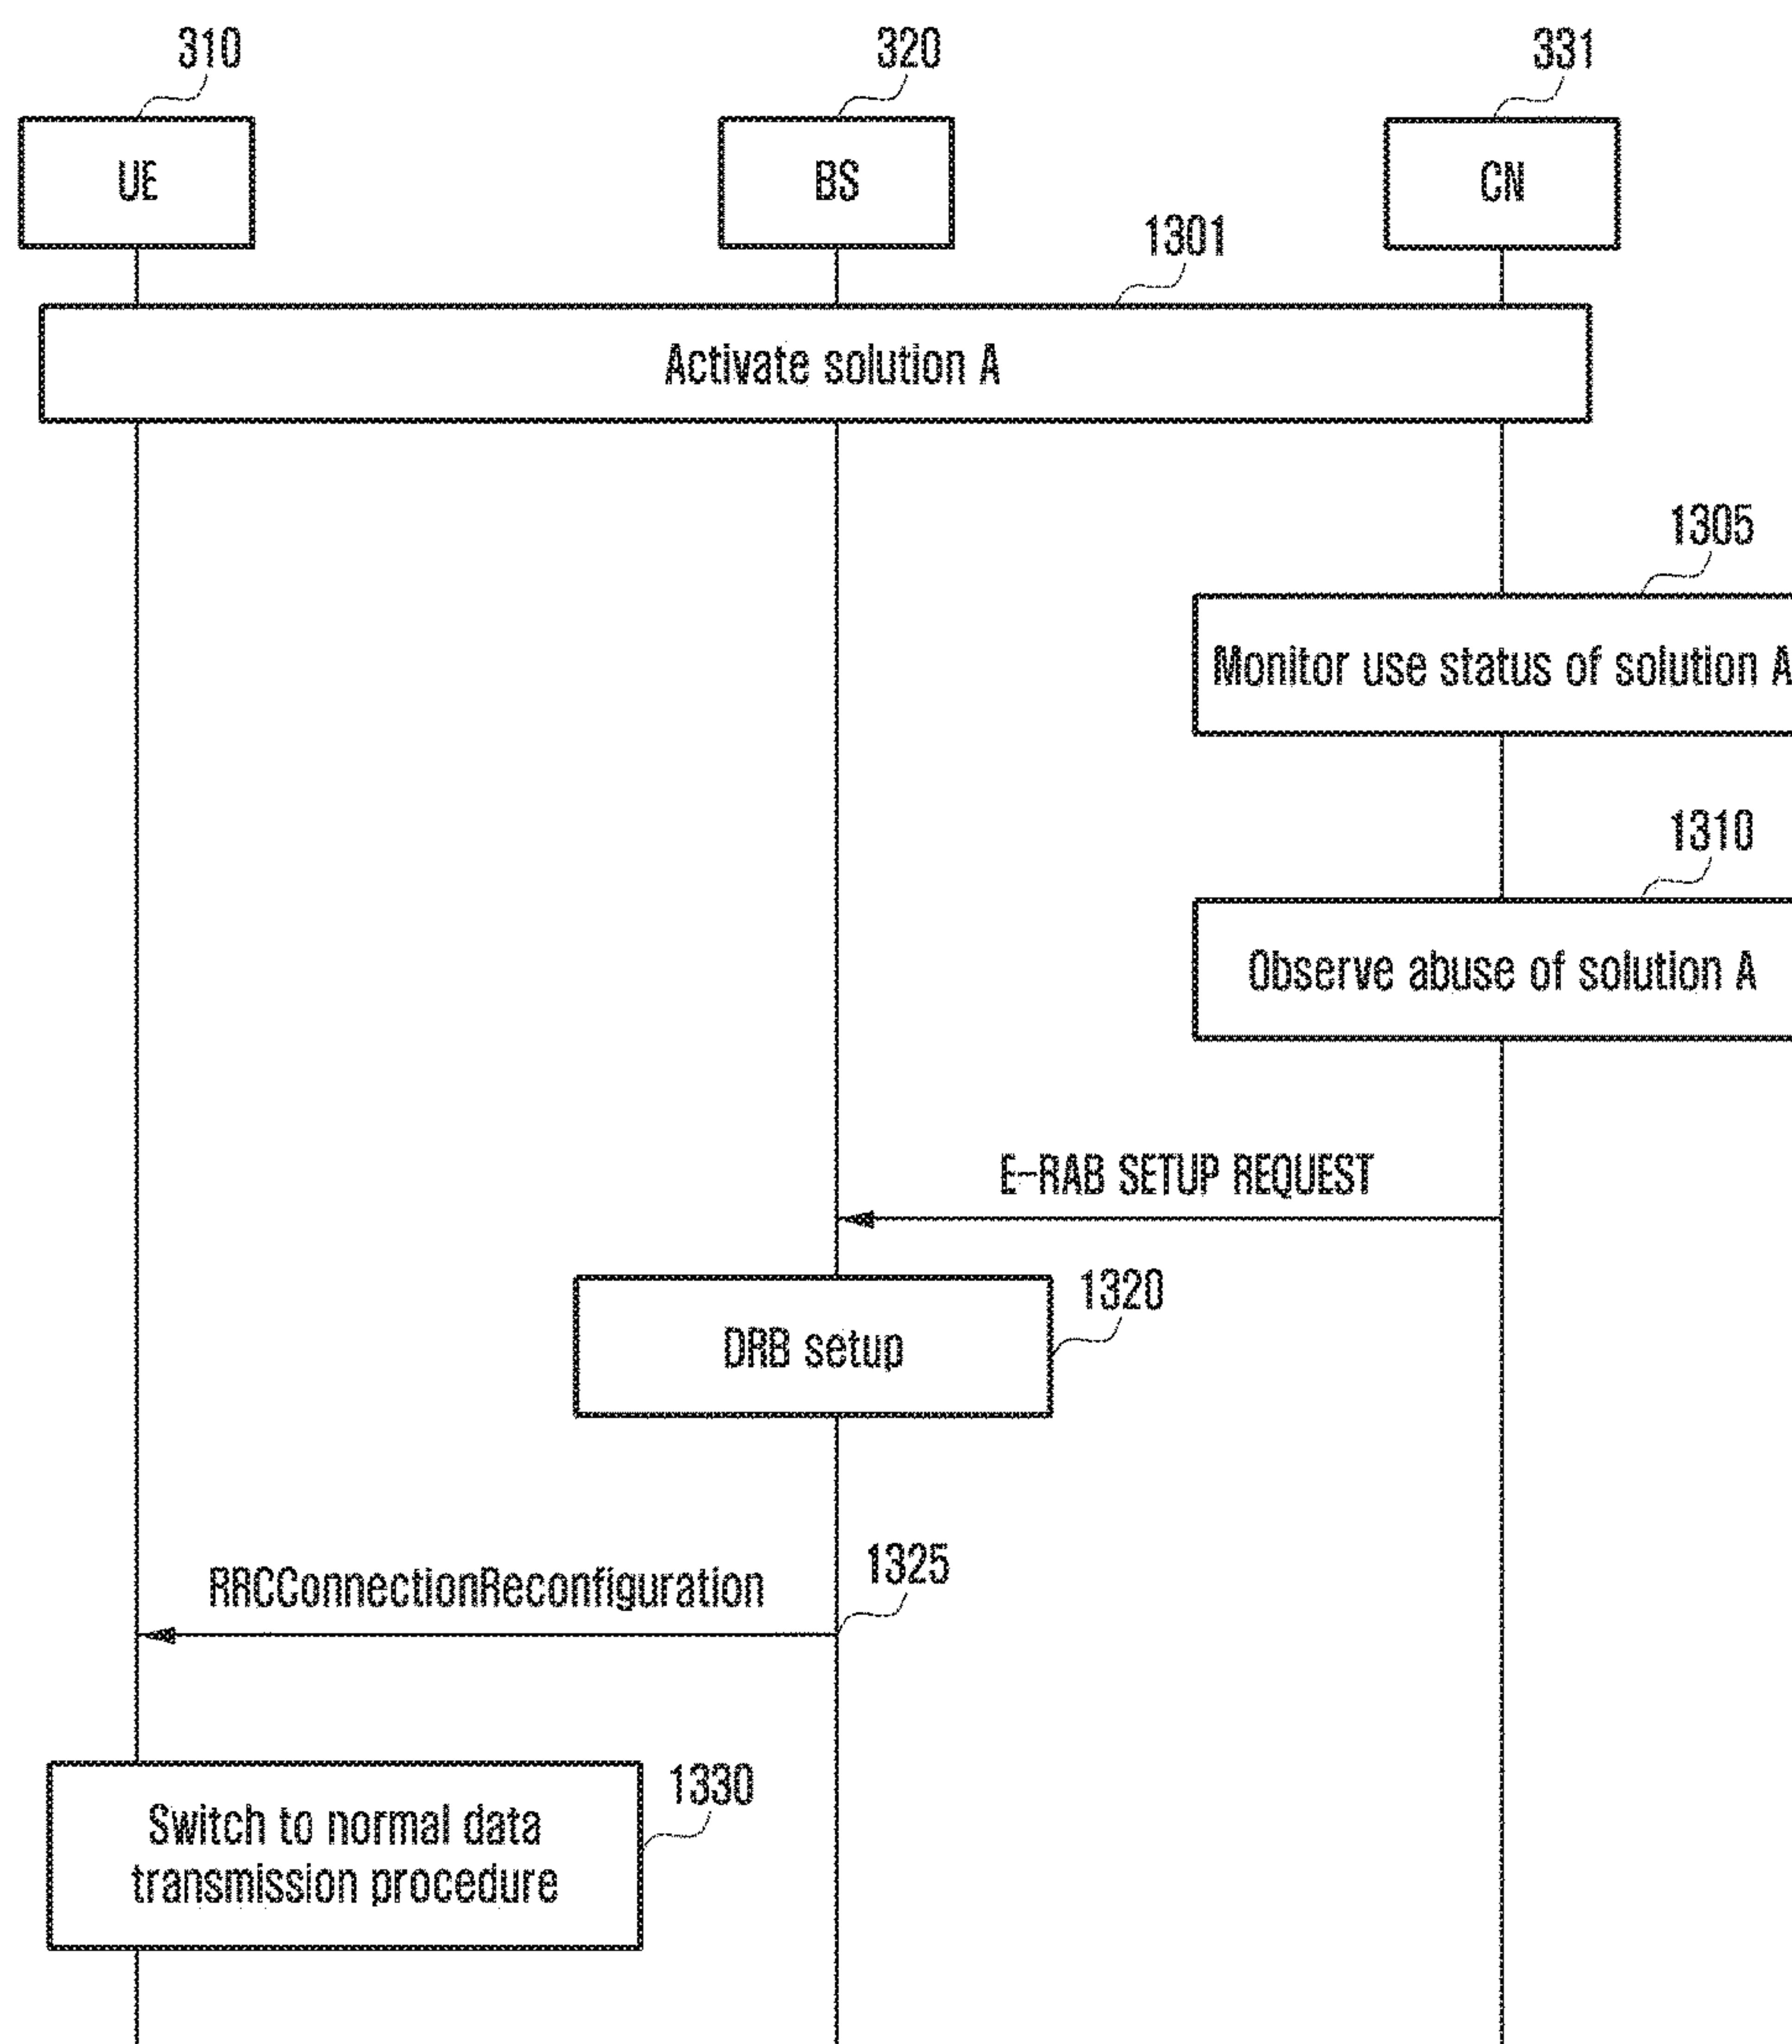 310
320
331
UE
BS
CN
1301
Activate solution A
1305
Monitor use status of solution A
1310
Observe abuse of solution A
E-RAB SETUP REQUEST
1320
DRB setup
1325
RRCConnectionReconfiguration
1330
Switch to normal data
transmission procedure